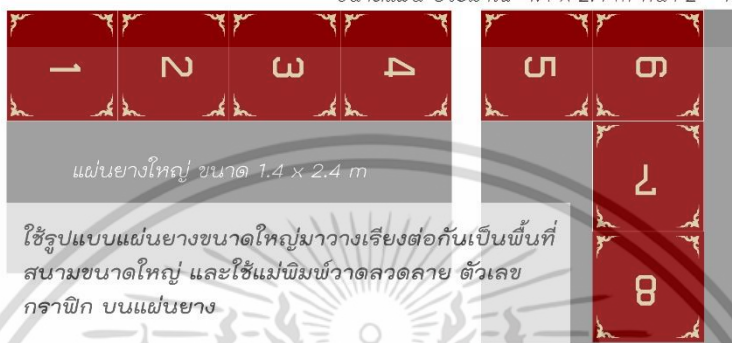 1 2 3 4 5 6
แผ่นยางใหญ่ ขนาด 1.4 x 2.4 m
7
ใช้รูปแบบแผ่นยางขนาดใหญ่มาวางเรียงต่อกันเป็นพื้นที่
สนามขนาดใหญ่ และใช้แม่พิมพ์วาดลวดลาย ตัวเลข
กราฟิก บนแผ่นยาง
8